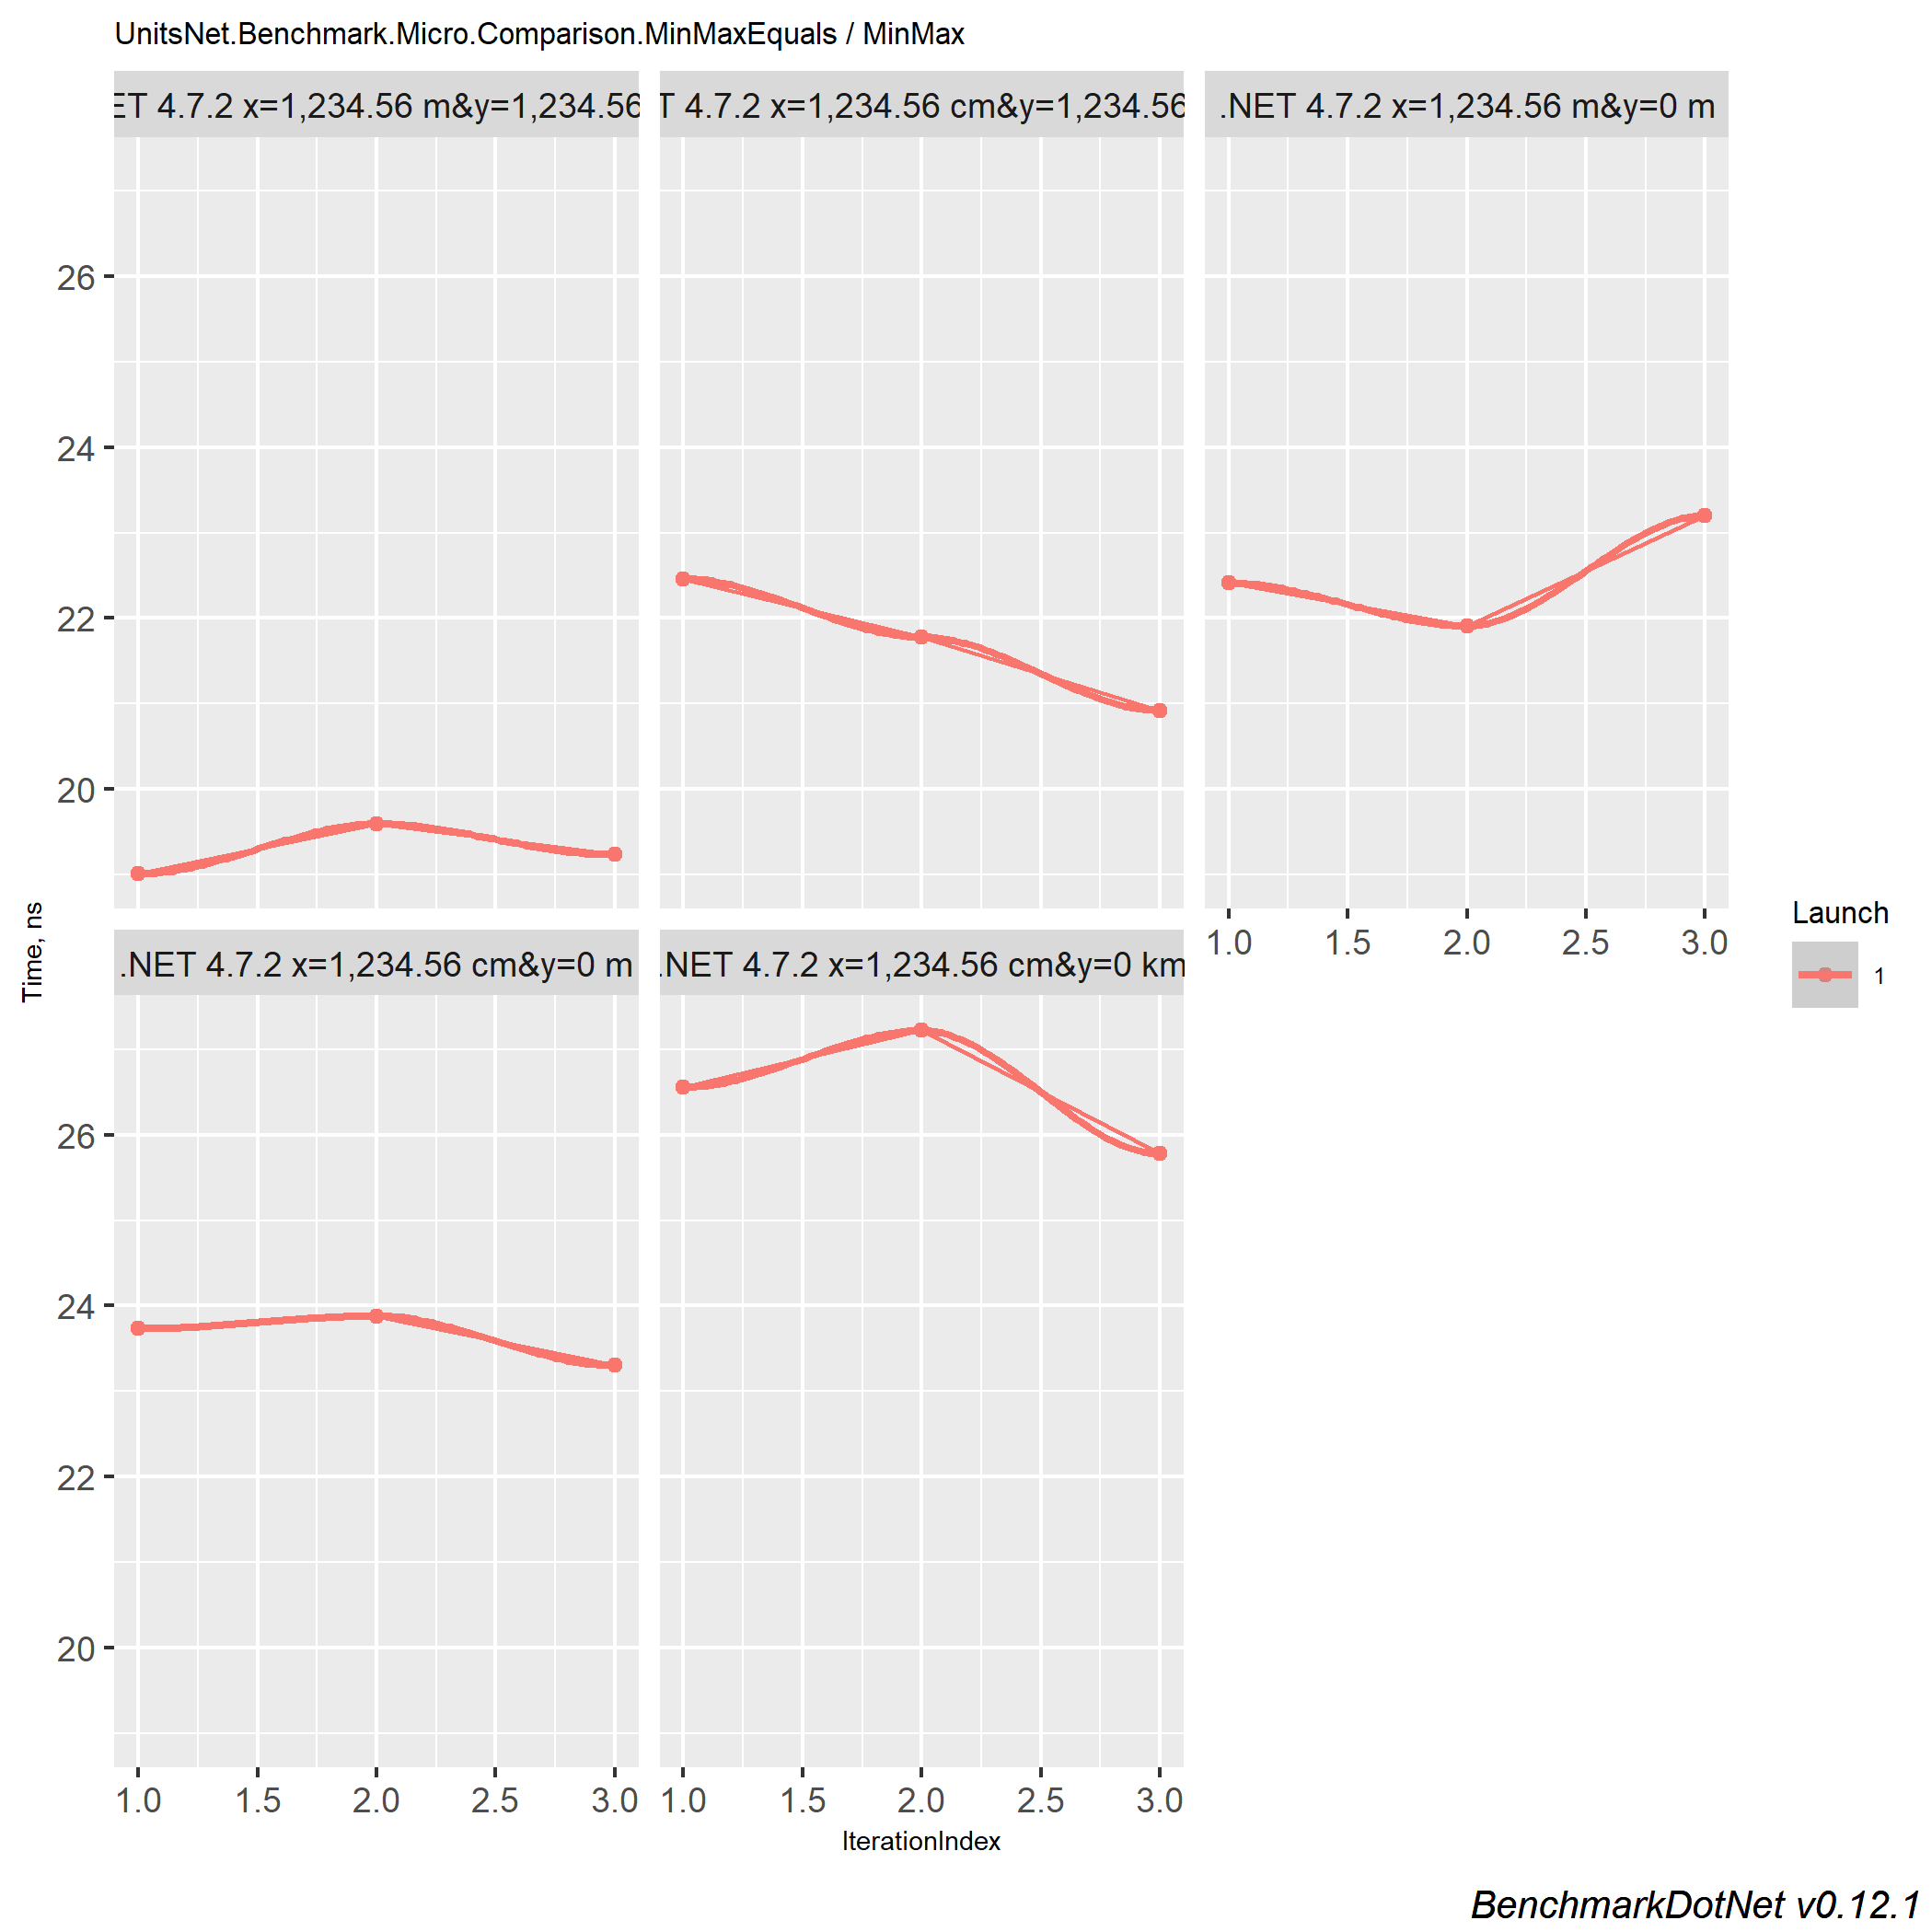 UnitsNet.Benchmark.Micro.Comparison.MinMaxEquals / MinMax
ET 4.7.2 x=1,234.56 m&y=1,234.56
T 4.7.2 x=1,234.56 cm&y=1,234.56
.NET 4.7.2 x=1,234.56 m&y=0 m
26
24
22
20
1.0 1.5 2.0 2.5 3.0
.NET 4.7.2 x=1,234.56 cm&y=0 m
.NET 4.7.2 x=1,234.56 cm&y=0 km
26
24
22
20
1.0 1.5 2.0 2.5 3.0
1.0 1.5 2.0 2.5 3.0
IterationIndex
Time, ns
Launch
1
BenchmarkDotNet v0.12.1